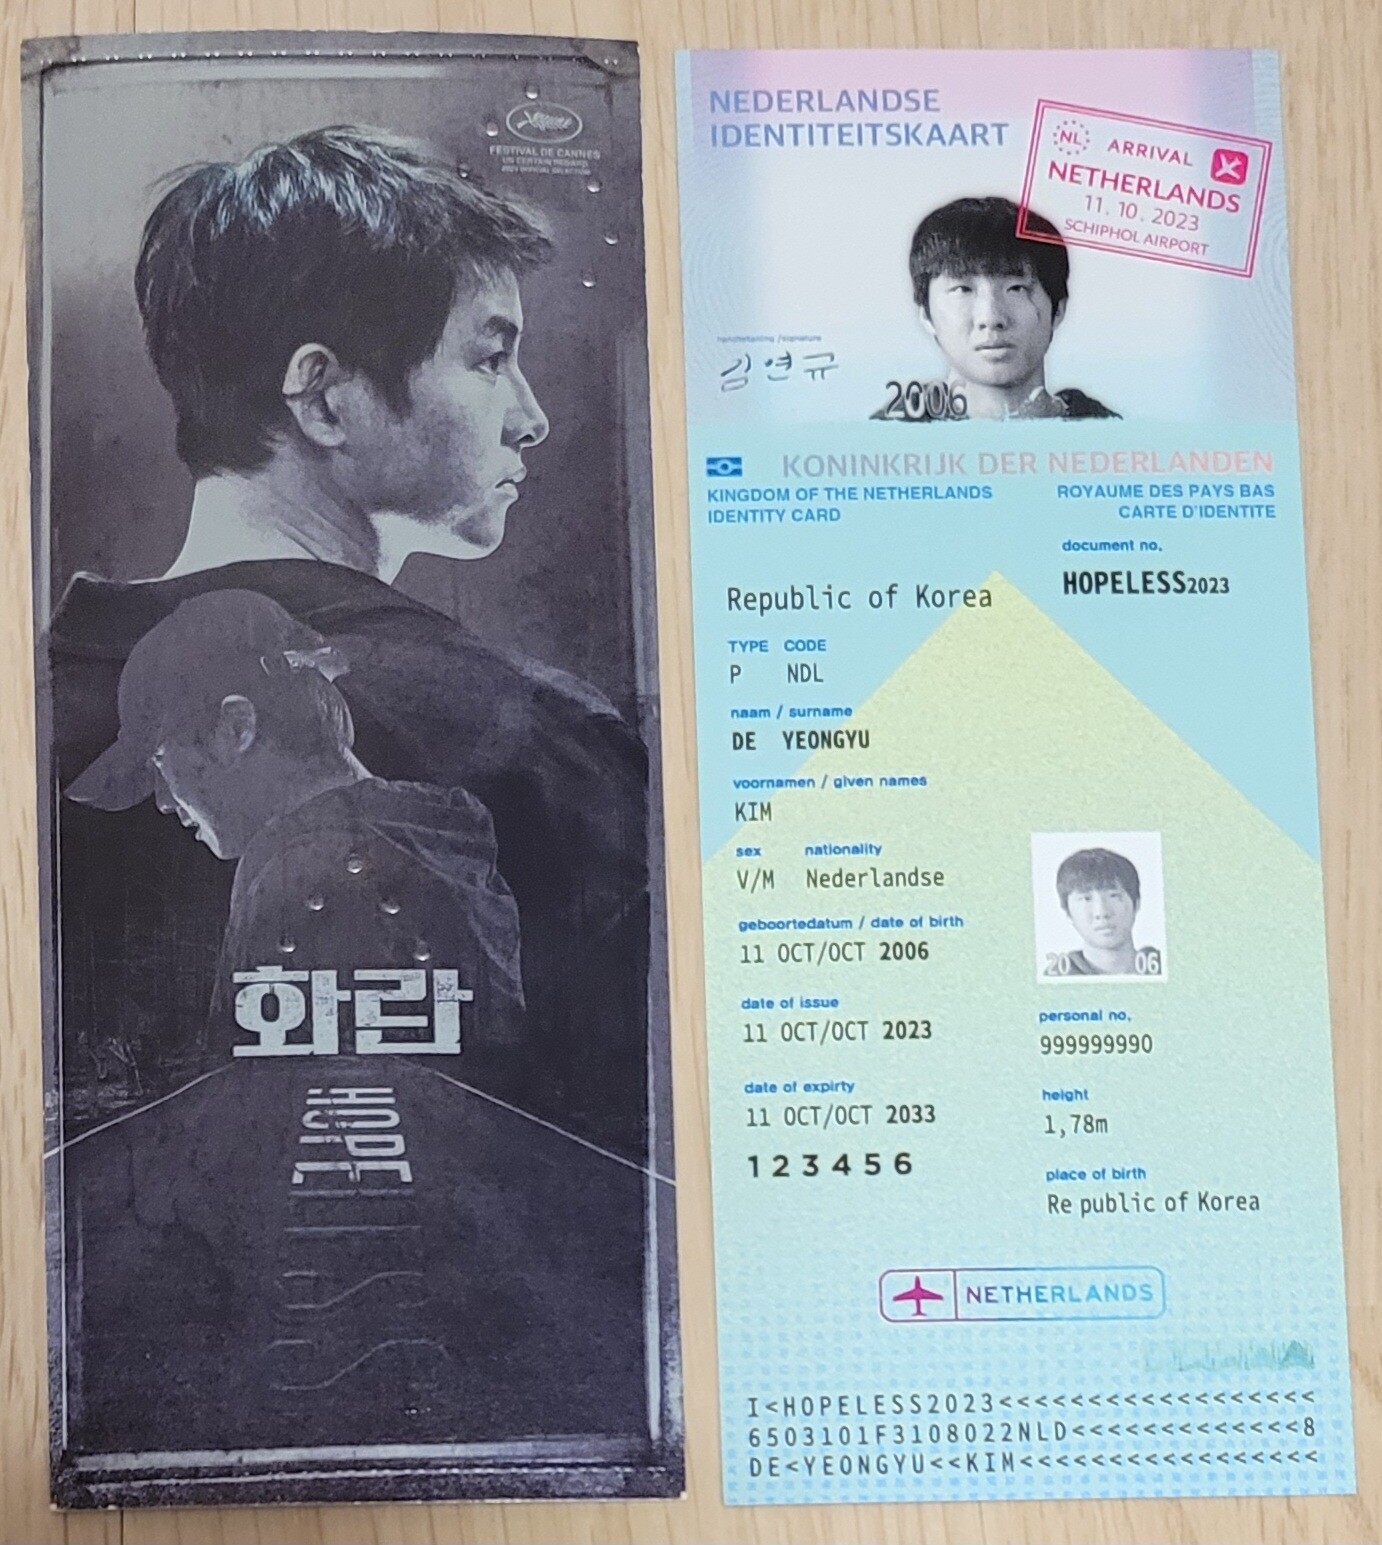 FESTIVAL DE CANNES
UN CERTAIN REGARD
2023 OFFICIAL SELECTION
화란
HOPELESS
NEDERLANDSE
IDENTITEITSKAART
NL
ARRIVAL
NETHERLANDS
11. 10. 2023
SCHIPHOL AIRPORT
handtekening / signature
김연규
2006
KONINKRIJK DER NEDERLANDEN
KINGDOM OF THE NETHERLANDS
IDENTITY CARD
ROYAUME DES PAYS BAS
CARTE D'IDENTITE
document no.
HOPELESS2023
Republic of Korea
TYPE CODE
P NDL
naam / surname
DE YEONGYU
voornamen / given names
KIM
sex nationality
V/M Nederlandse
geboortedatum / date of birth
11 OCT/OCT 2006
date of issue
11 OCT/OCT 2023
date of expirty
11 OCT/OCT 2033
123456
20 06
personal no.
999999990
height
1,78m
place of birth
Re public of Korea
NETHERLANDS
I<HOPELESS2023<<<<<<<<<<<<<<<<<<
6503101F3108022NLD<<<<<<<<<<<<<8
DE<YEONGYU<<KIM<<<<<<<<<<<<<<<<<